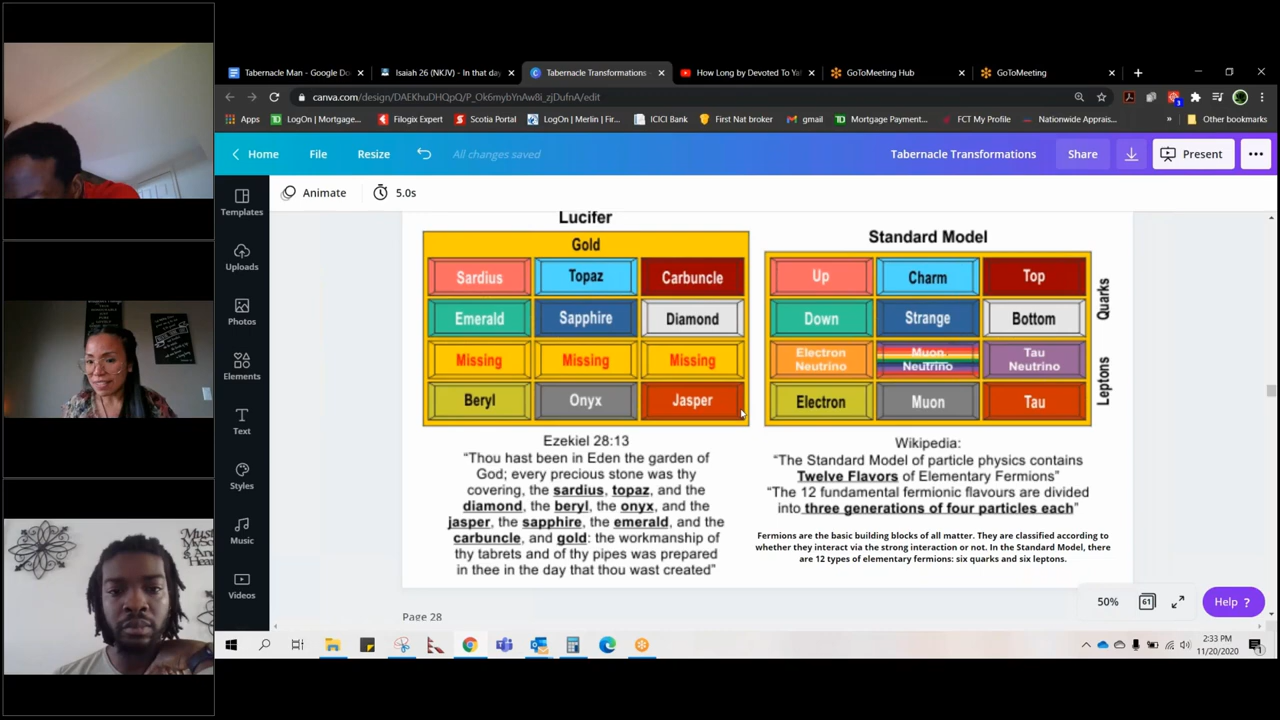 Tabernacle Man - Google Do
Isaiah 26 (NKJV) - In that day
Tabernacle Transformations
How Long by Devoted To Ya
GoToMeeting Hub
GoToMeeting
canva.com/design/DAEKhuDHQpQ/P_Ok6mybYnAw8i_zjDufnA/edit
Apps
LogOn | Mortgage...
Filogix Expert
Scotia Portal
LogOn | Merlin | Fir...
ICICI Bank
First Nat broker
gmail
Mortgage Payment...
FCT My Profile
Nationwide Apprais...
»
Other bookmarks
Home
File
Resize
All changes saved
Tabernacle Transformations
Share
Present
Templates
Uploads
Photos
Elements
Text
Styles
Music
Videos
Animate
5.0s
Lucifer
Gold
Sardius Topaz Carbuncle
Emerald Sapphire Diamond
Missing Missing Missing
Beryl Onyx Jasper
Ezekiel 28:13
“Thou hast been in Eden the garden of
God; every precious stone was thy
covering, the sardius, topaz, and the
diamond, the beryl, the onyx, and the
jasper, the sapphire, the emerald, and the
carbuncle, and gold: the workmanship of
thy tabrets and of thy pipes was prepared
in thee in the day that thou wast created”
Standard Model
Up Charm Top
Down Strange Bottom
Electron Muon Tau
Neutrino Neutrino Neutrino
Electron Muon Tau
Quarks
Leptons
Wikipedia:
“The Standard Model of particle physics contains
Twelve Flavors of Elementary Fermions”
“The 12 fundamental fermionic flavours are divided
into three generations of four particles each”
Fermions are the basic building blocks of all matter. They are classified according to
whether they interact via the strong interaction or not. In the Standard Model, there
are 12 types of elementary fermions: six quarks and six leptons.
Page 28
50%
61
Help ?
2:33 PM
11/20/2020